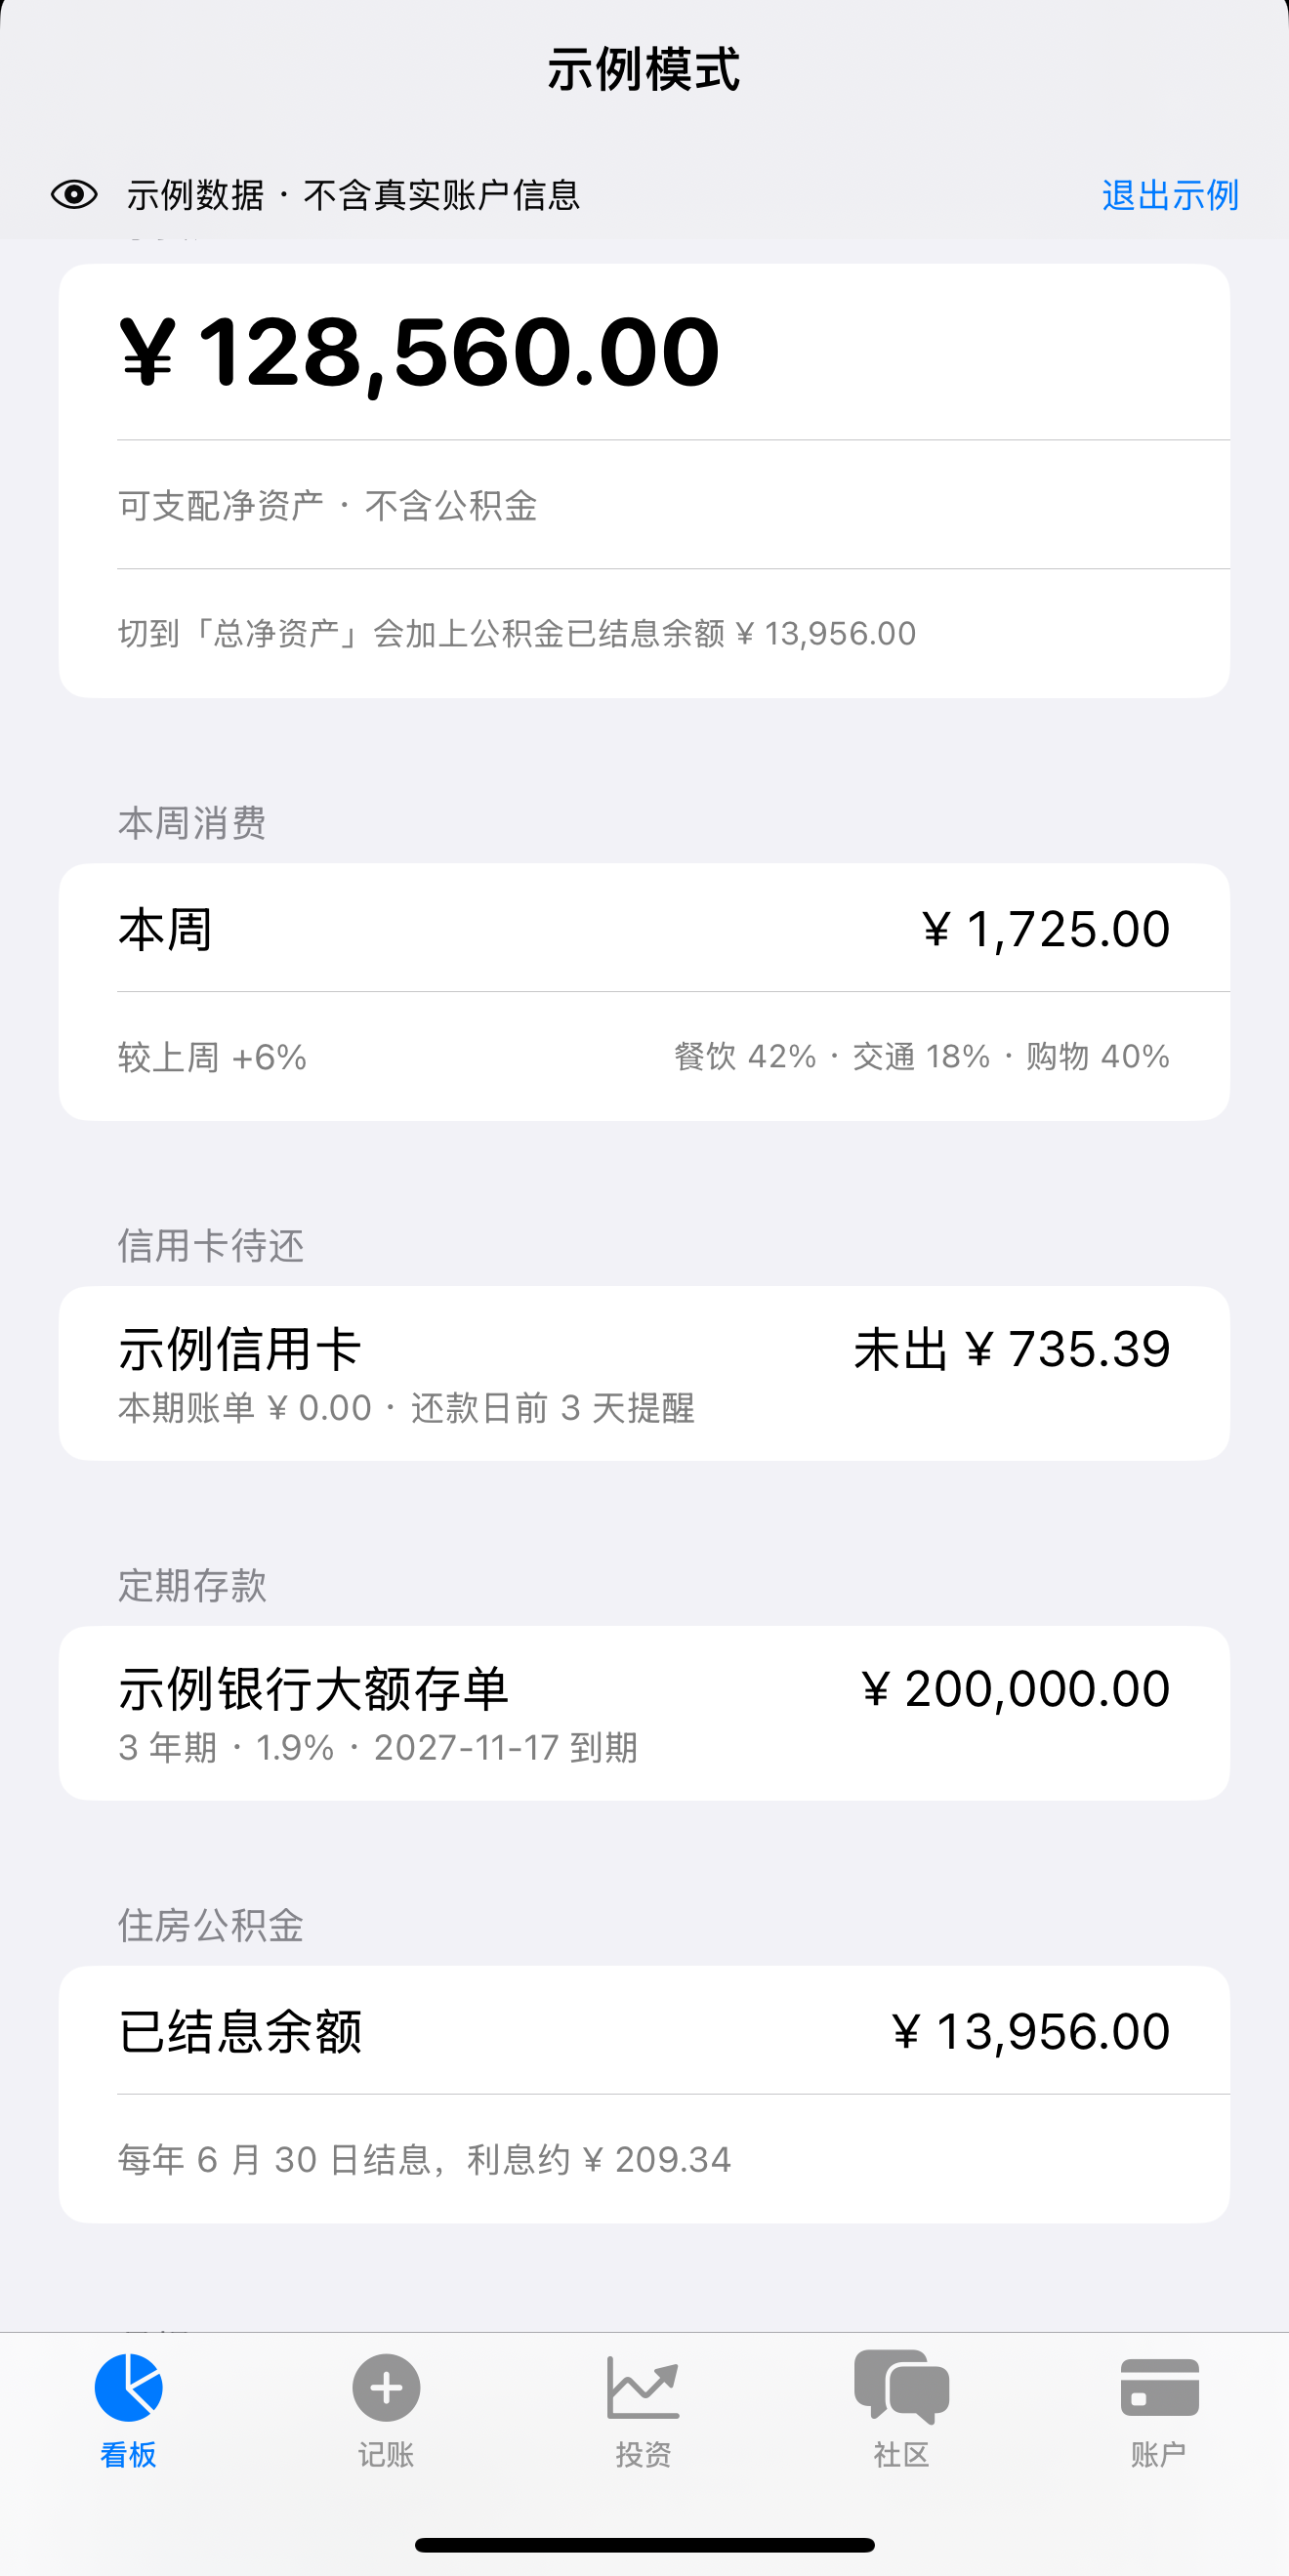 示例模式
示例数据 · 不含真实账户信息 退出示例
¥ 128,560.00
可支配净资产 · 不含公积金
切到「总净资产」会加上公积金已结息余额 ¥ 13,956.00
本周消费
本周 ¥ 1,725.00
较上周 +6% 餐饮 42% · 交通 18% · 购物 40%
信用卡待还
示例信用卡 未出 ¥ 735.39
本期账单 ¥ 0.00 · 还款日前 3 天提醒
定期存款
示例银行大额存单 ¥ 200,000.00
3 年期 · 1.9% · 2027-11-17 到期
住房公积金
已结息余额 ¥ 13,956.00
每年 6 月 30 日结息，利息约 ¥ 209.34
看板 记账 投资 社区 账户